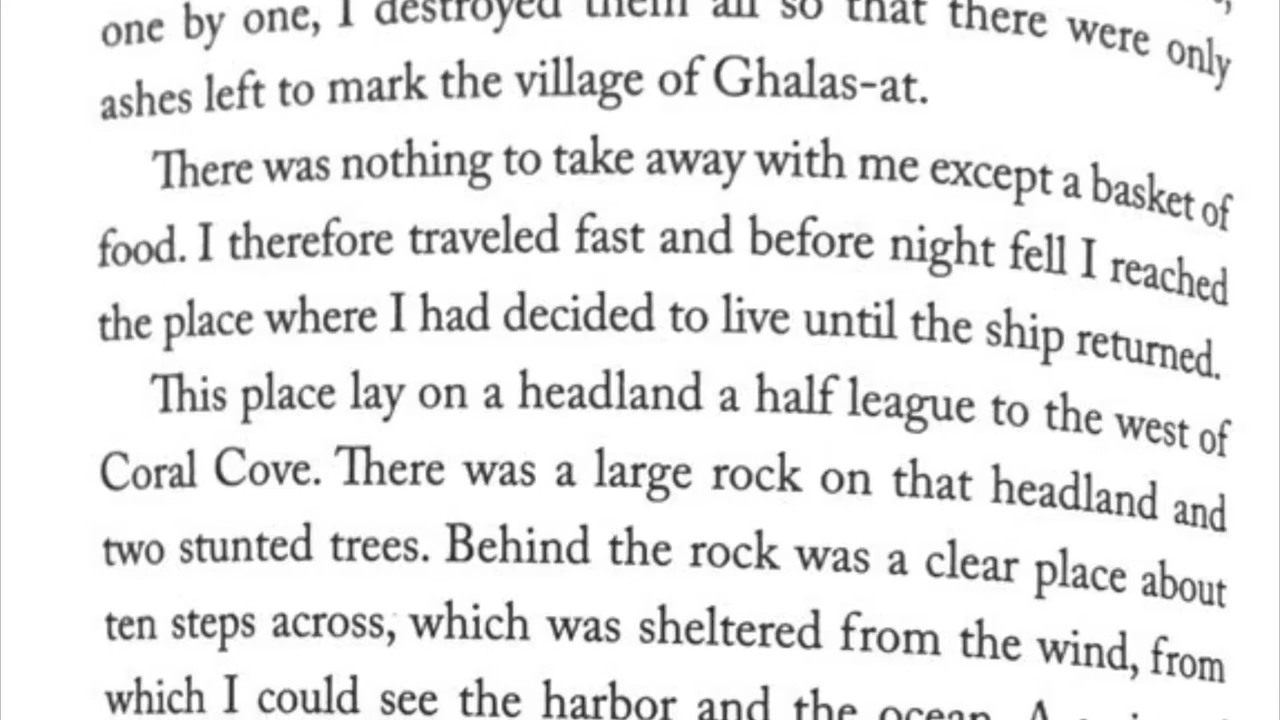 one by one, I destroyed them all so that there were only
ashes left to mark the village of Ghalas-at.
There was nothing to take away with me except a basket of
food. I therefore traveled fast and before night fell I reached
the place where I had decided to live until the ship returned.
This place lay on a headland a half league to the west of
Coral Cove. There was a large rock on that headland and
two stunted trees. Behind the rock was a clear place about
ten steps across, which was sheltered from the wind, from
which I could see the harbor and the ocean. A